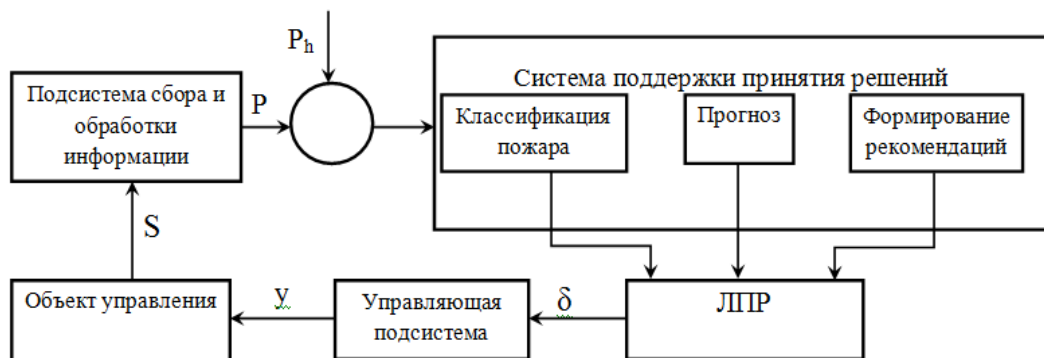 Pₕ
Система поддержки принятия решений
Подсистема сбора и
обработки
информации
P
Классификация
пожара
Прогноз
Формирование
рекомендаций
S
Объект управления
y
Управляющая
подсистема
δ
ЛПР